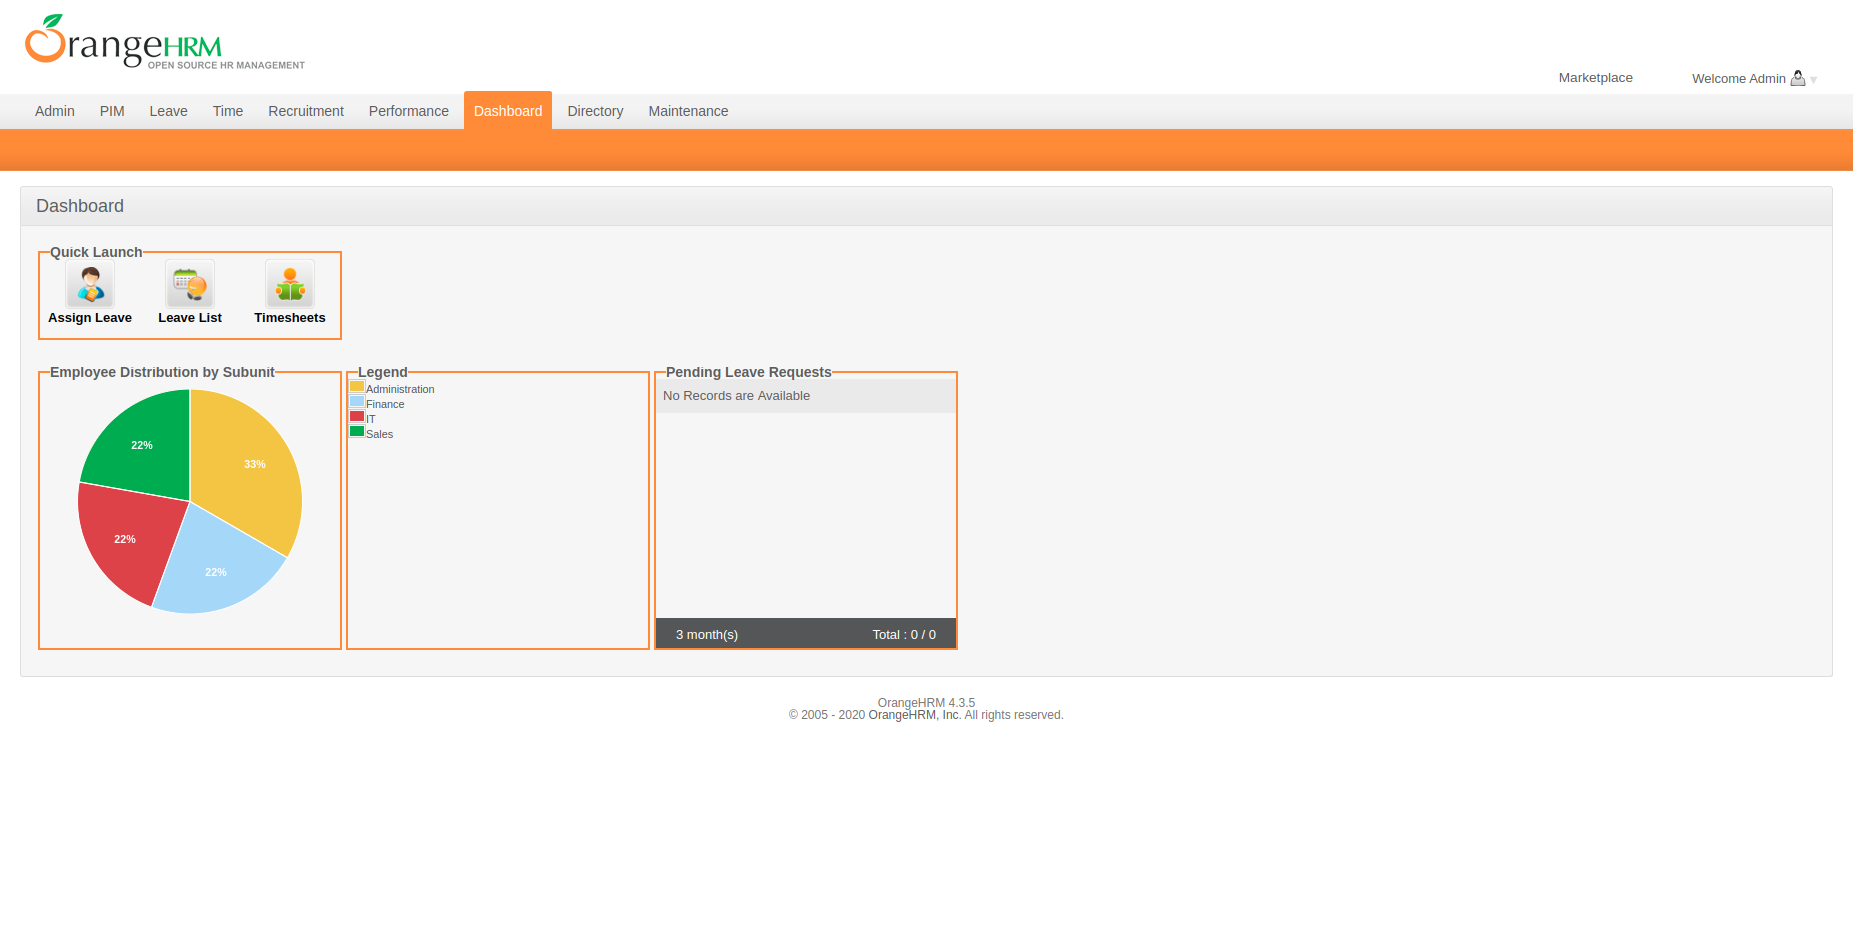 OrangeHRM
OPEN SOURCE HR MANAGEMENT
Marketplace
Welcome Admin
Admin PIM Leave Time Recruitment Performance Dashboard Directory Maintenance
Dashboard
Quick Launch
Assign Leave Leave List Timesheets
Employee Distribution by Subunit
22%
33%
22%
22%
Legend
Administration
Finance
IT
Sales
Pending Leave Requests
No Records are Available
3 month(s) Total : 0 / 0
OrangeHRM 4.3.5
© 2005 - 2020 OrangeHRM, Inc. All rights reserved.